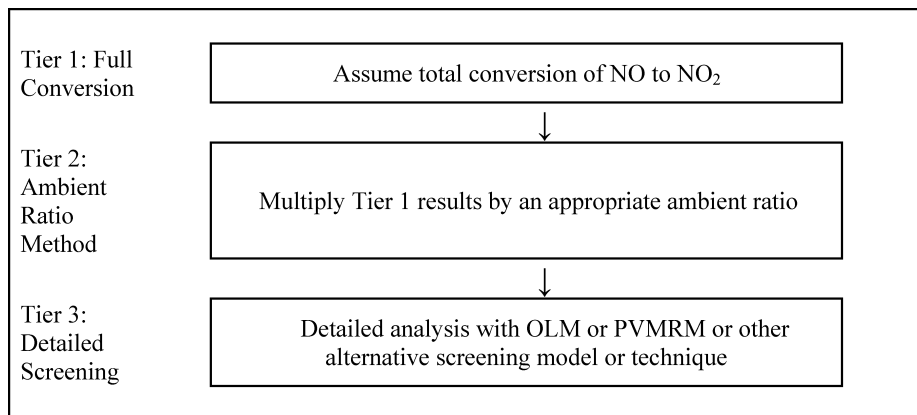 Tier 1: Full
Conversion
Assume total conversion of NO to NO₂
↓
Tier 2:
Ambient
Ratio
Method
Multiply Tier 1 results by an appropriate ambient ratio
↓
Tier 3:
Detailed
Screening
Detailed analysis with OLM or PVMRM or other
alternative screening model or technique